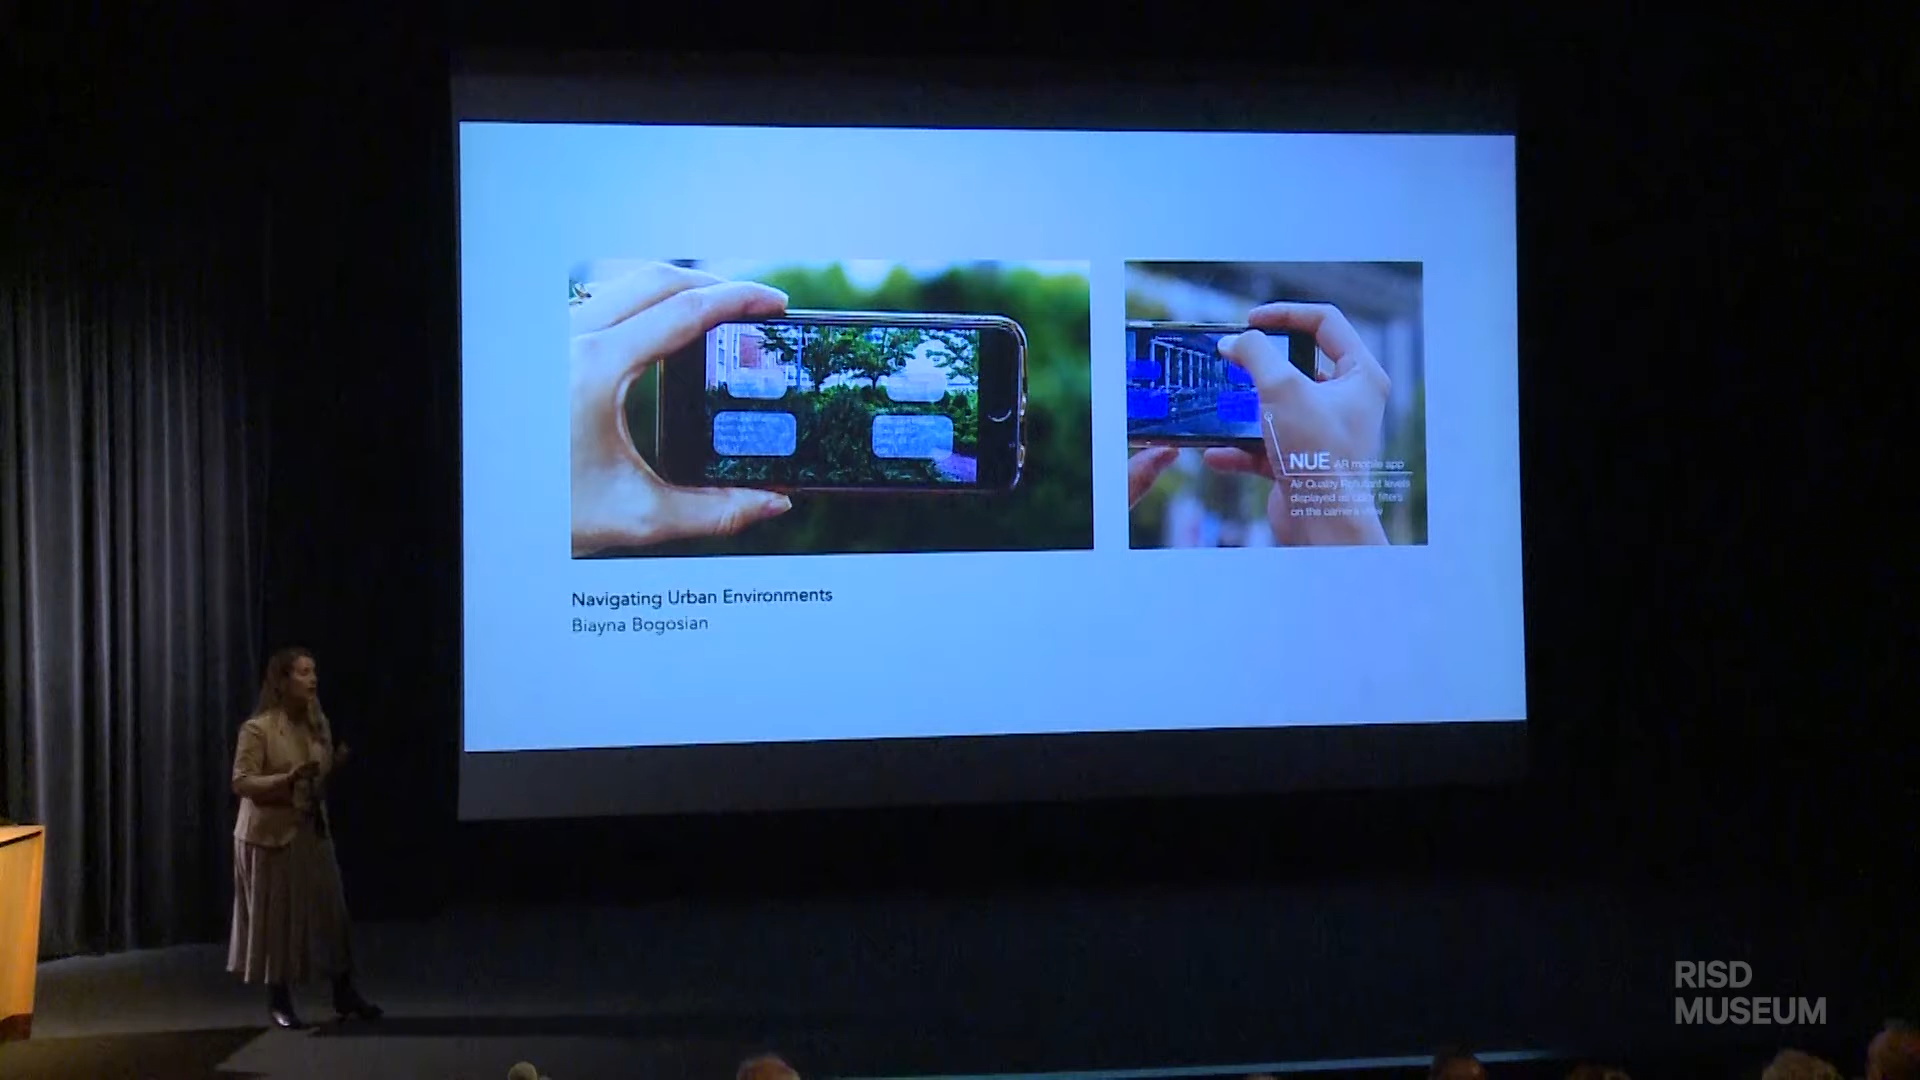 NUE AR mobile app
Air Quality Pollutant levels
displayed as color filters
on the camera view
Navigating Urban Environments
Biayna Bogosian
RISD
MUSEUM